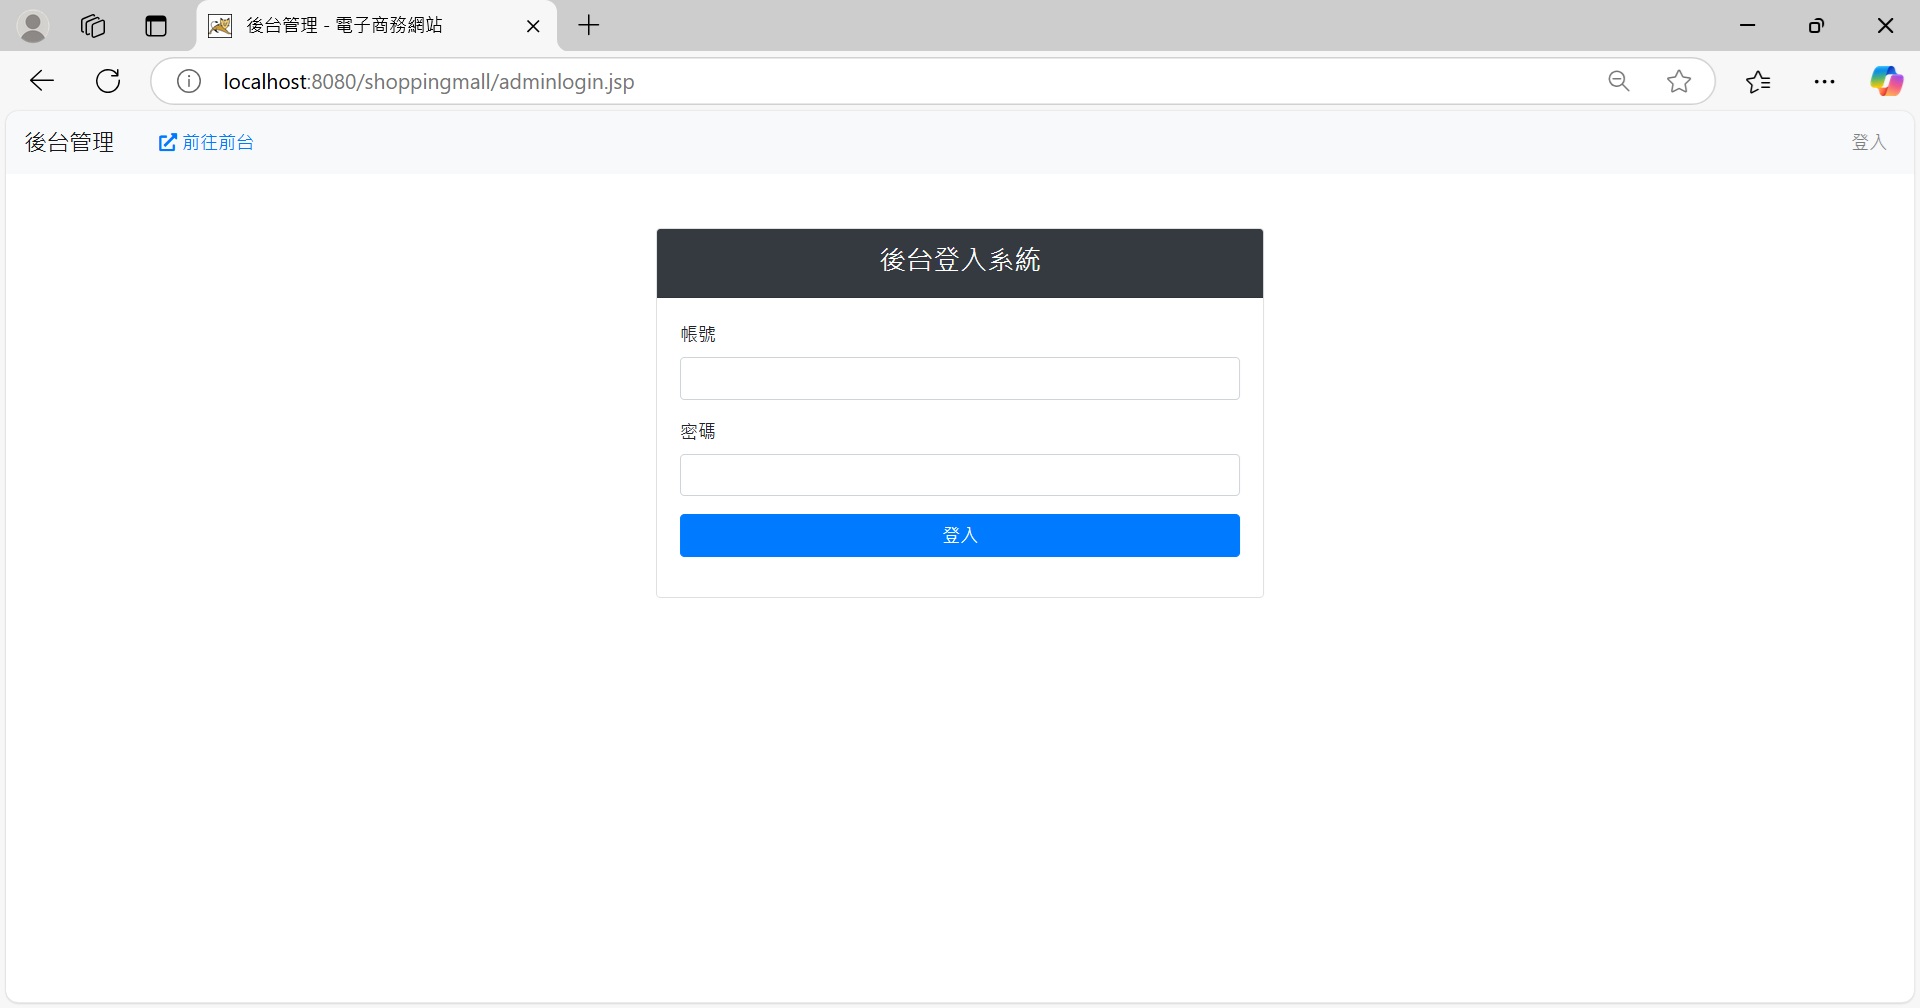 後台管理 - 電子商務網站
localhost:8080/shoppingmall/adminlogin.jsp
後台管理 前往前台 登入
後台登入系統
帳號
密碼
登入